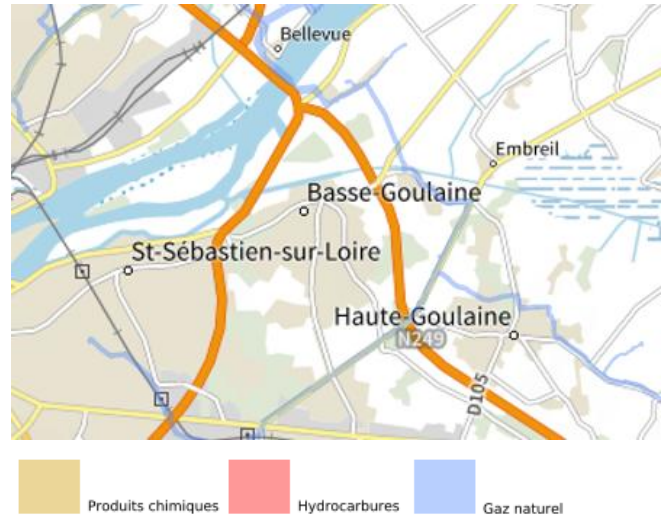 Bellevue
Embreil
Basse-Goulaine
St-Sébastien-sur-Loire
Haute-Goulaine
N249
D105
Produits chimiques Hydrocarbures Gaz naturel